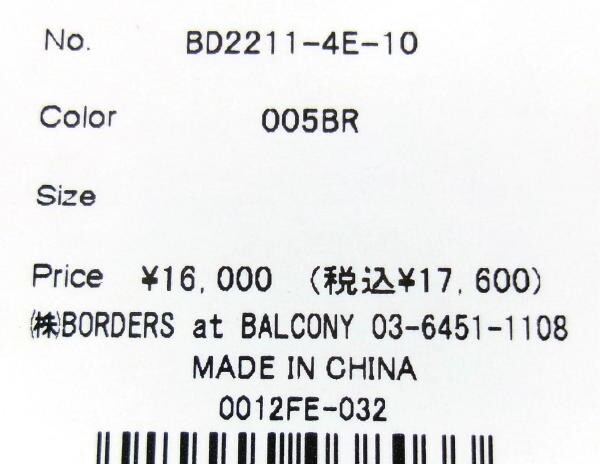 No. BD2211-4E-10
Color 005BR
Size
Price ¥16,000 (税込¥17,600)
㈱BORDERS at BALCONY 03-6451-1108
MADE IN CHINA
0012FE-032